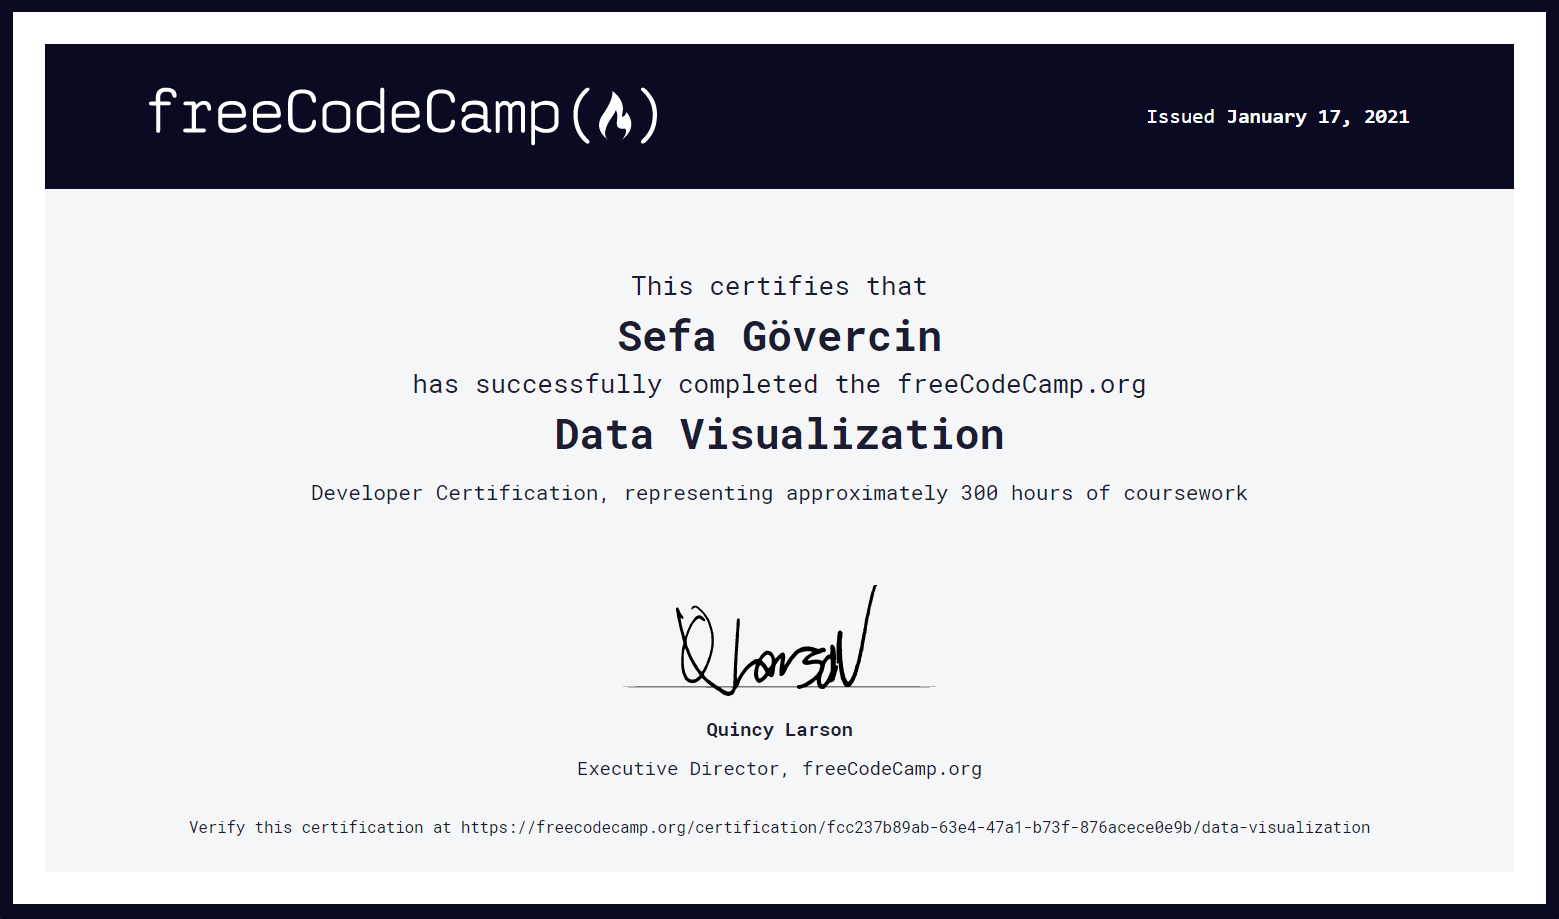 freeCodeCamp(🔥)
Issued January 17, 2021
This certifies that
Sefa Gövercin
has successfully completed the freeCodeCamp.org
Data Visualization
Developer Certification, representing approximately 300 hours of coursework
Q Larson
Quincy Larson
Executive Director, freeCodeCamp.org
Verify this certification at https://freecodecamp.org/certification/fcc237b89ab-63e4-47a1-b73f-876acece0e9b/data-visualization